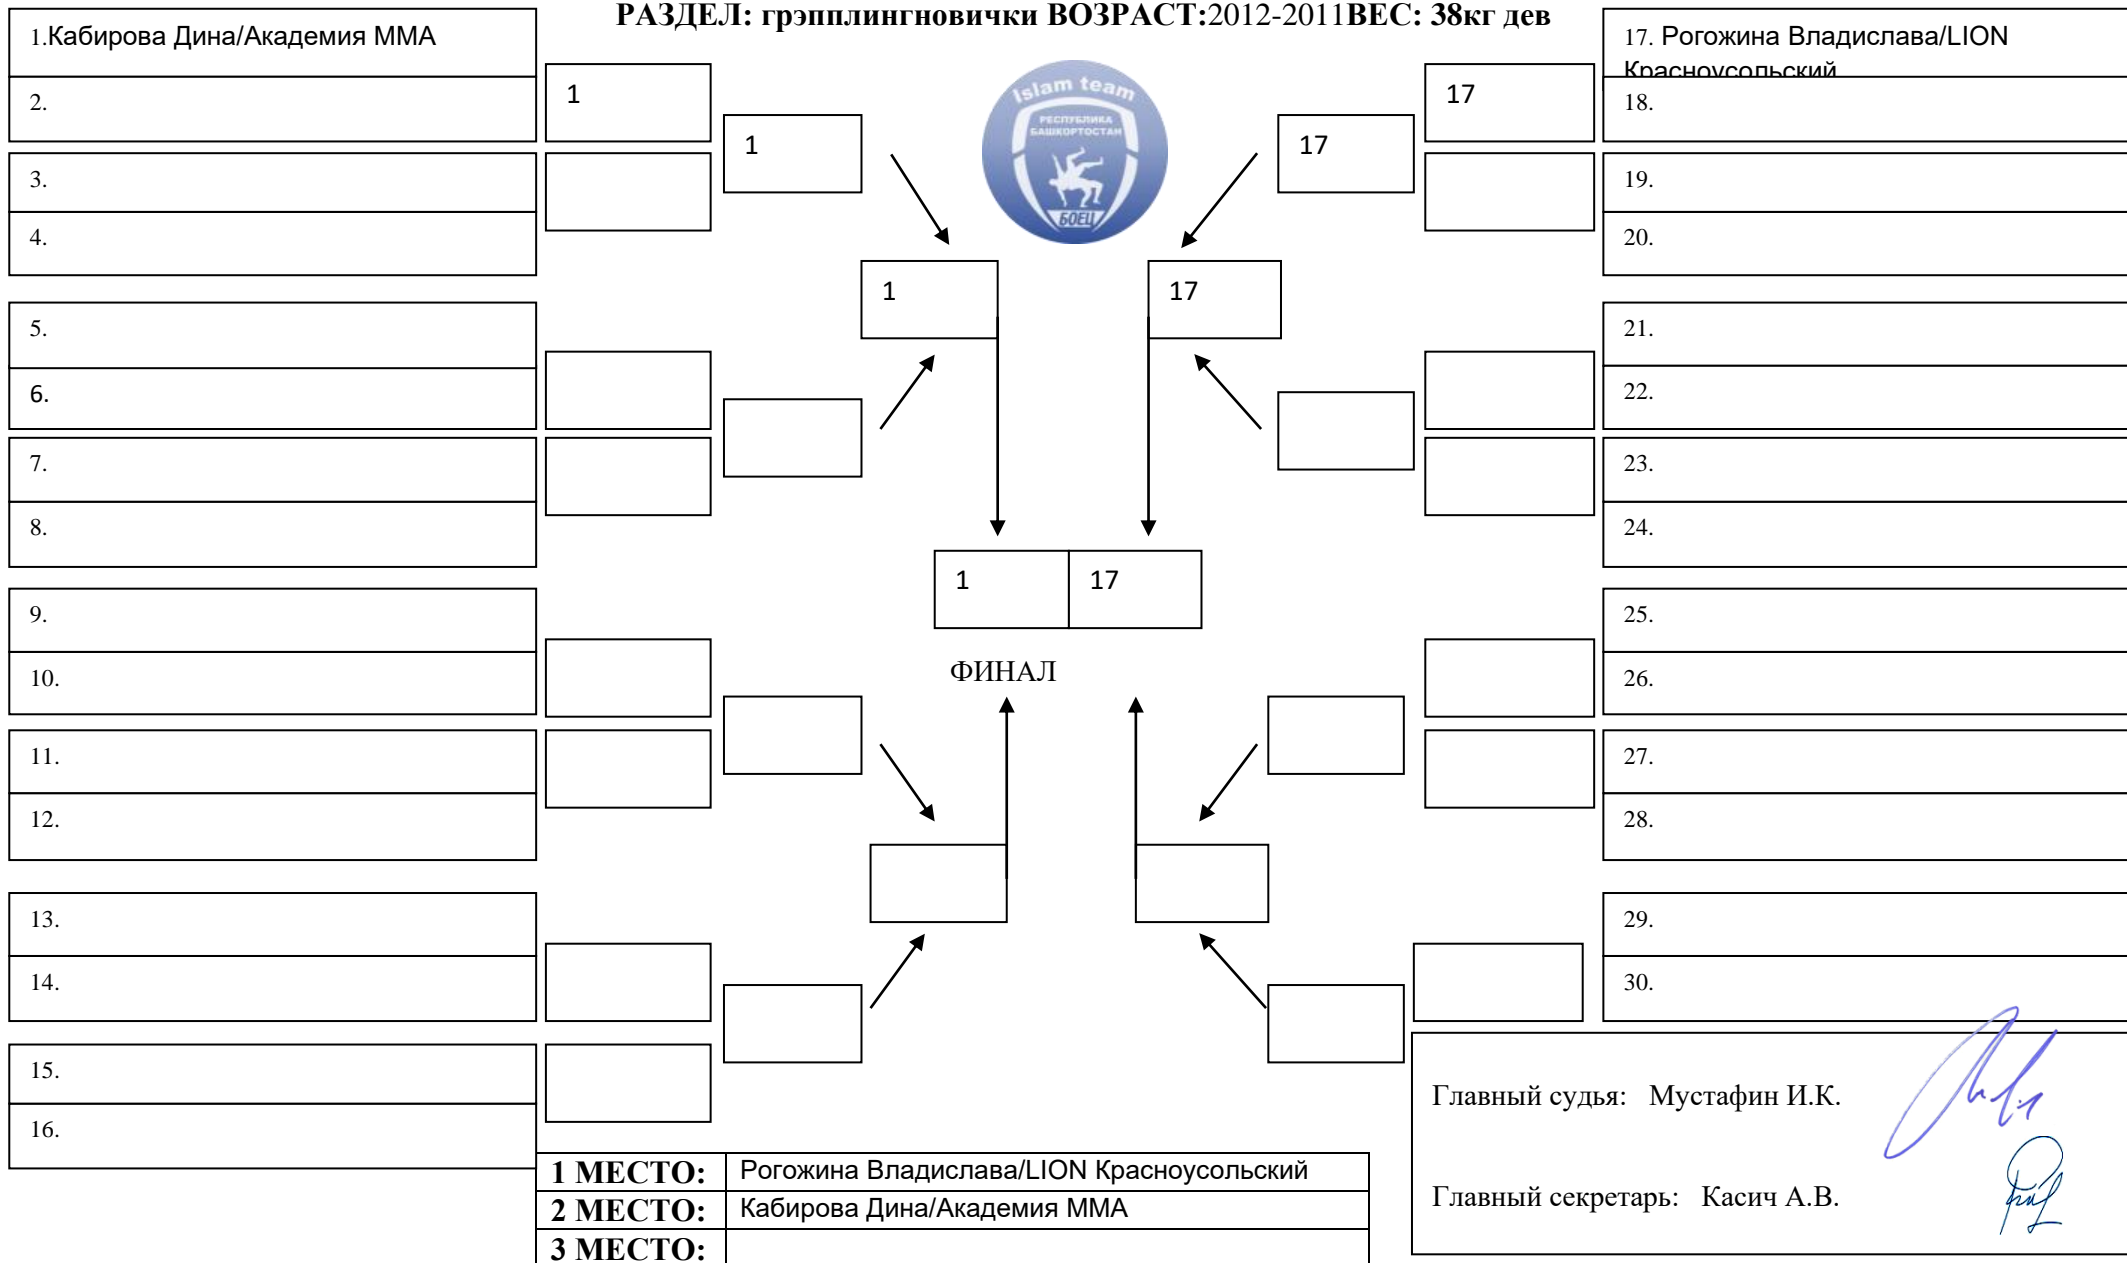 РАЗДЕЛ: грэпплингновички ВОЗРАСТ:2012-2011ВЕС: 38кг дев
1.Кабирова Дина/Академия ММА
2.
3.
4.
5.
6.
7.
8.
9.
10.
11.
12.
13.
14.
15.
16.
1
1
1
Islam team
РЕСПУБЛИКА
БАШКОРТОСТАН
БОЕЦ
17
17
17
1
17
ФИНАЛ
17. Рогожина Владислава/LION
Красноусольский
18.
19.
20.
21.
22.
23.
24.
25.
26.
27.
28.
29.
30.
Главный судья: Мустафин И.К.
Главный секретарь: Касич А.В.
1 МЕСТО: Рогожина Владислава/LION Красноусольский
2 МЕСТО: Кабирова Дина/Академия ММА
3 МЕСТО: